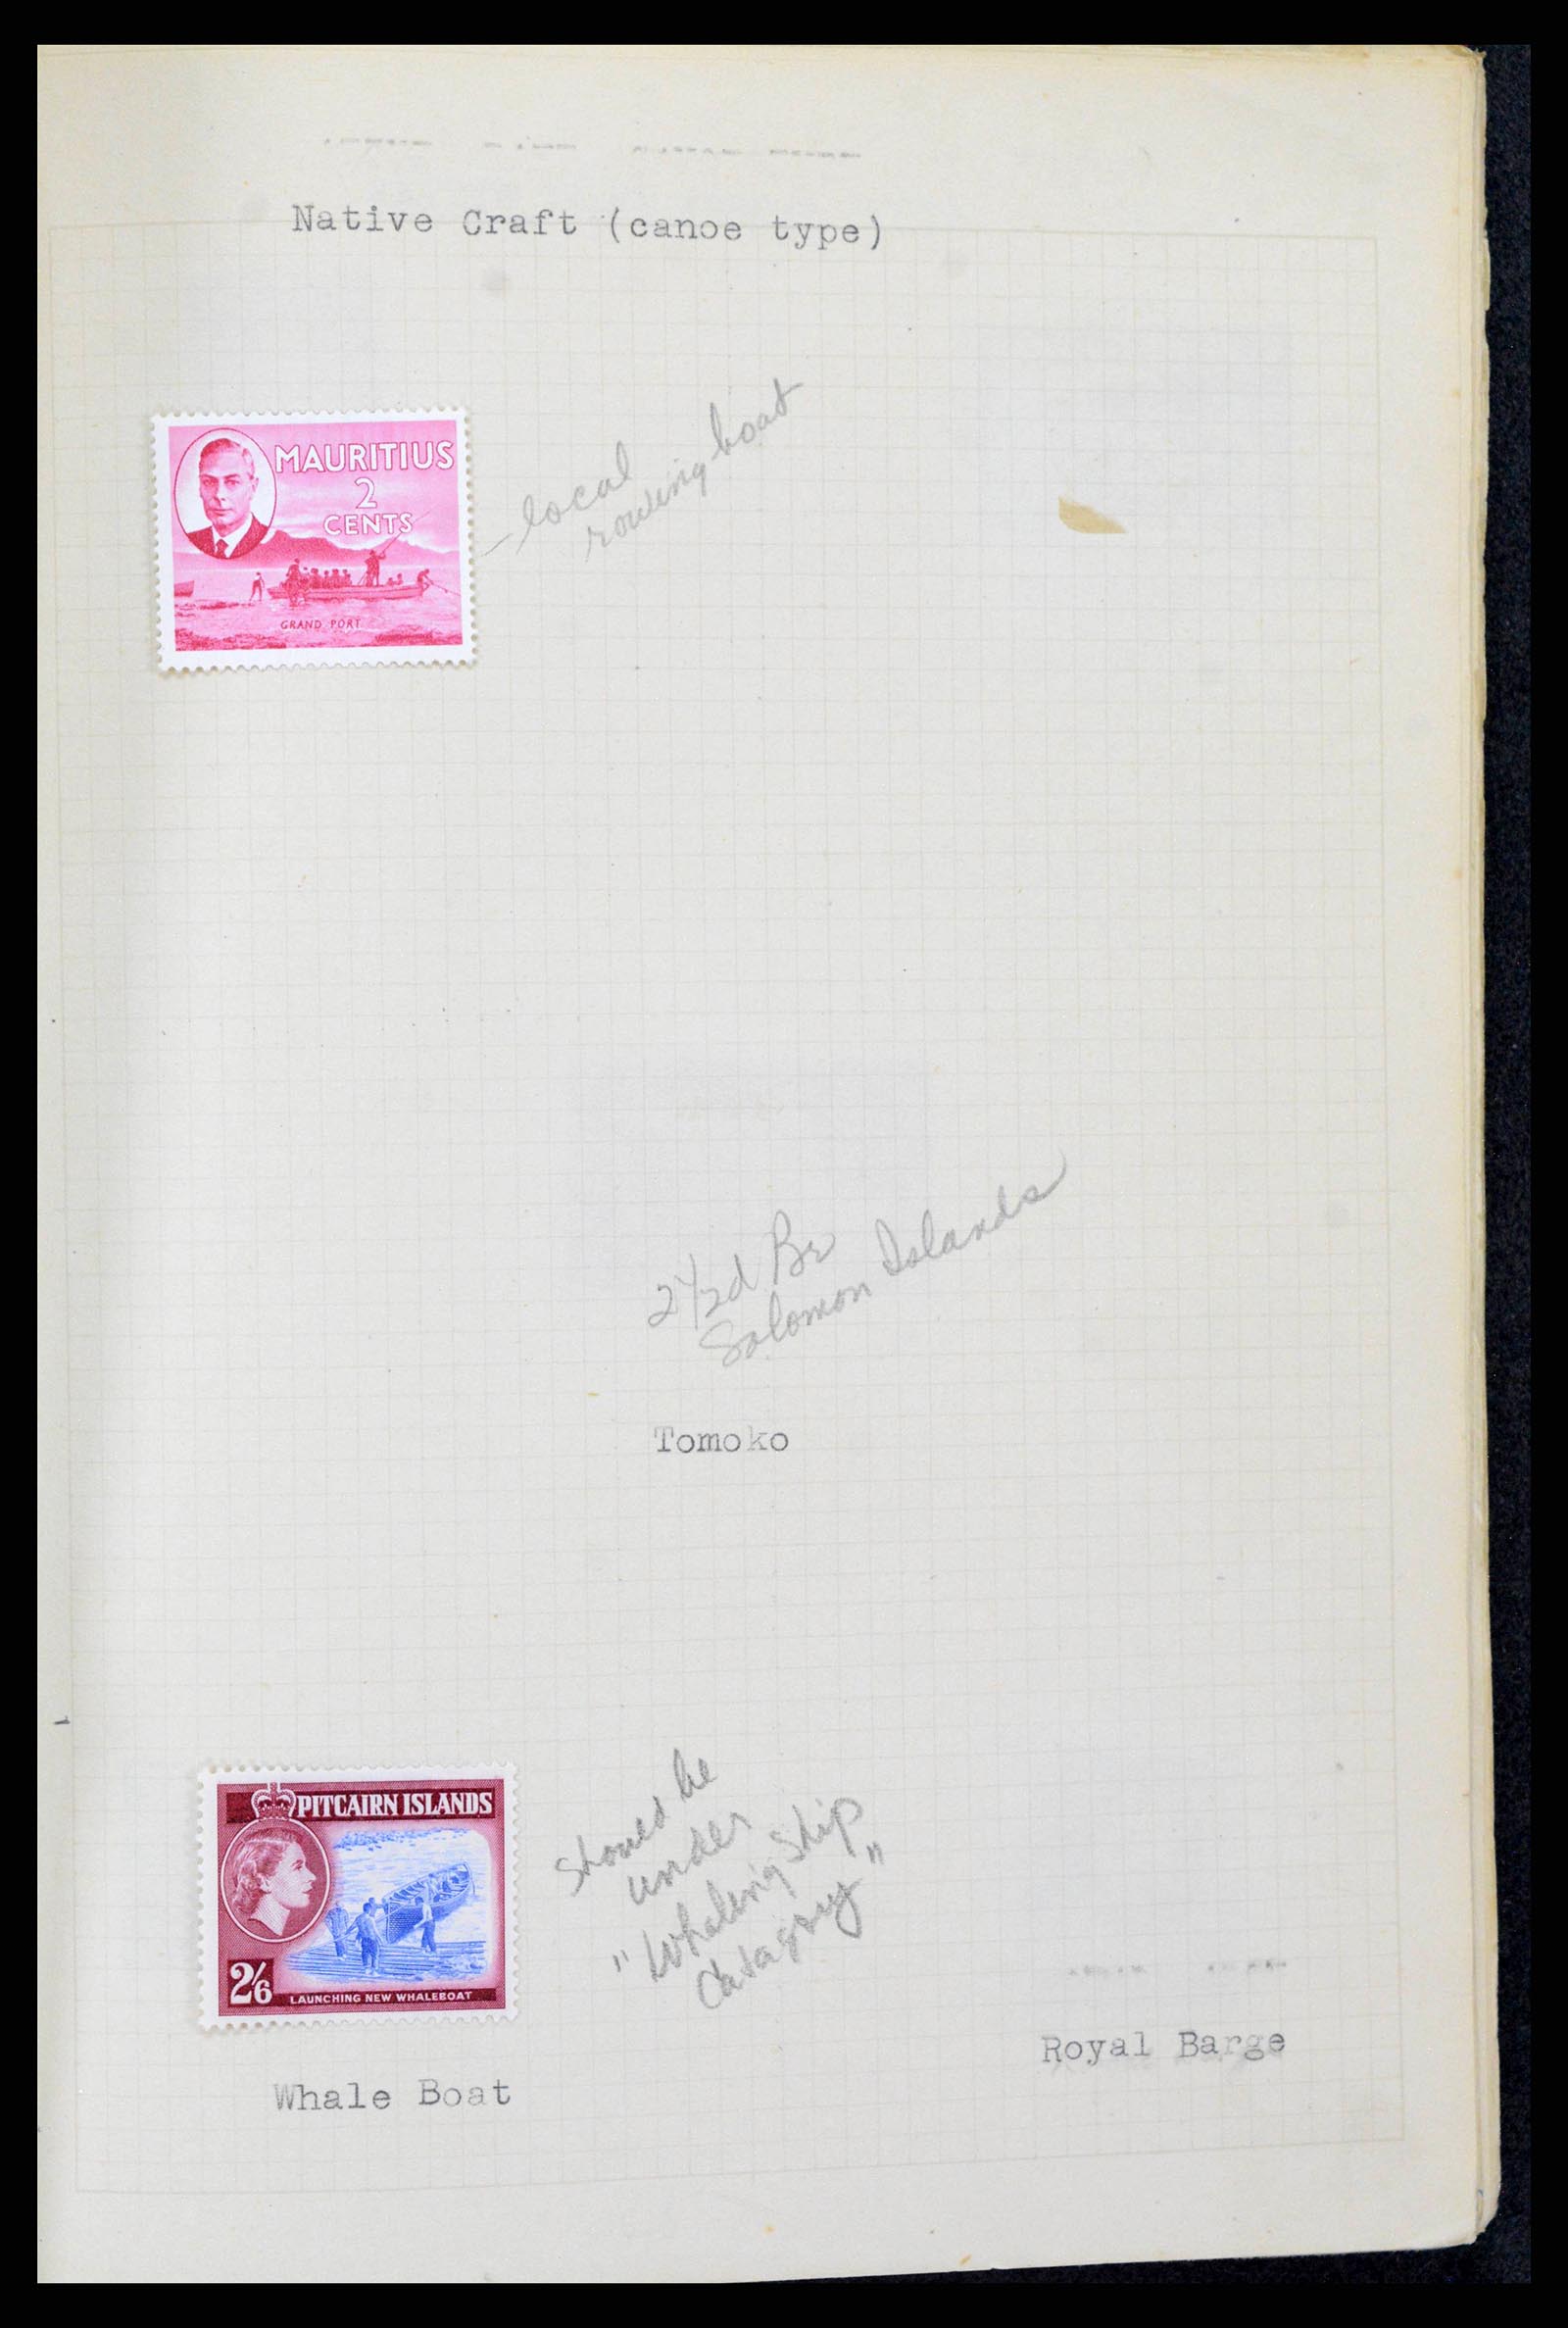 Native Craft (canoe type)
MAURITIUS
2
CENTS
GRAND PORT
local
rowing boat
2½d Br
Solomon Islands
Tomoko
PITCAIRN ISLANDS
2/6
LAUNCHING NEW WHALEBOAT
should be
under
"Whaling Ship
Catagory"
Royal Barge
Whale Boat